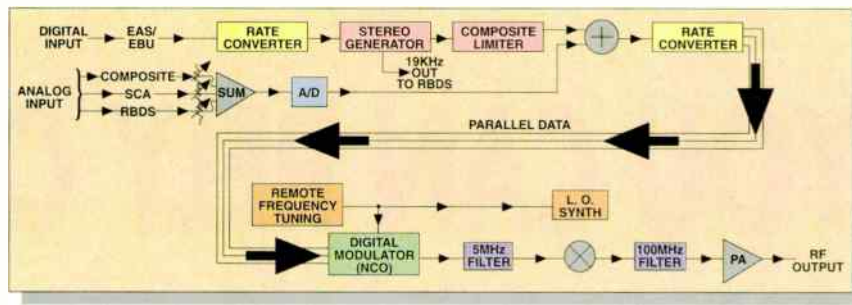 DIGITAL INPUT
EAS/
EBU
RATE
CONVERTER
STEREO
GENERATOR
COMPOSITE
LIMITER
+
RATE
CONVERTER
19KHz
OUT
TO RBDS
ANALOG
INPUT
COMPOSITE
SCA
RBDS
SUM
A/D
PARALLEL DATA
REMOTE
FREQUENCY
TUNING
L. O.
SYNTH
DIGITAL
MODULATOR
(NCO)
5MHz
FILTER
100MHz
FILTER
PA
RF
OUTPUT